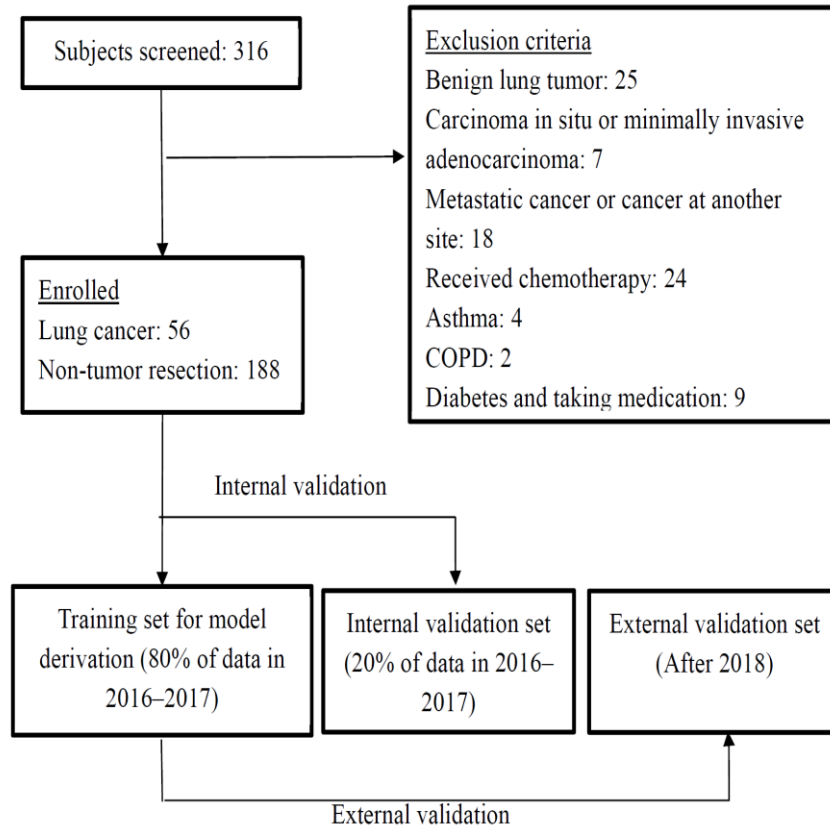 Subjects screened: 316
Exclusion criteria
Benign lung tumor: 25
Carcinoma in situ or minimally invasive
adenocarcinoma: 7
Metastatic cancer or cancer at another
site: 18
Received chemotherapy: 24
Asthma: 4
COPD: 2
Diabetes and taking medication: 9
Enrolled
Lung cancer: 56
Non-tumor resection: 188
Internal validation
Training set for model
derivation (80% of data in
2016–2017)
Internal validation set
(20% of data in 2016–
2017)
External validation set
(After 2018)
External validation